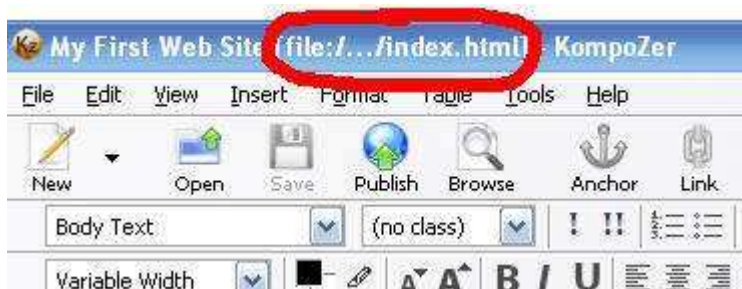 Kz My First Web Site (file:/.../index.html) - KompoZer
File Edit View Insert Format Table Tools Help
New Open Save Publish Browse Anchor Link
Body Text (no class) ! !!
Variable Width A A B I U